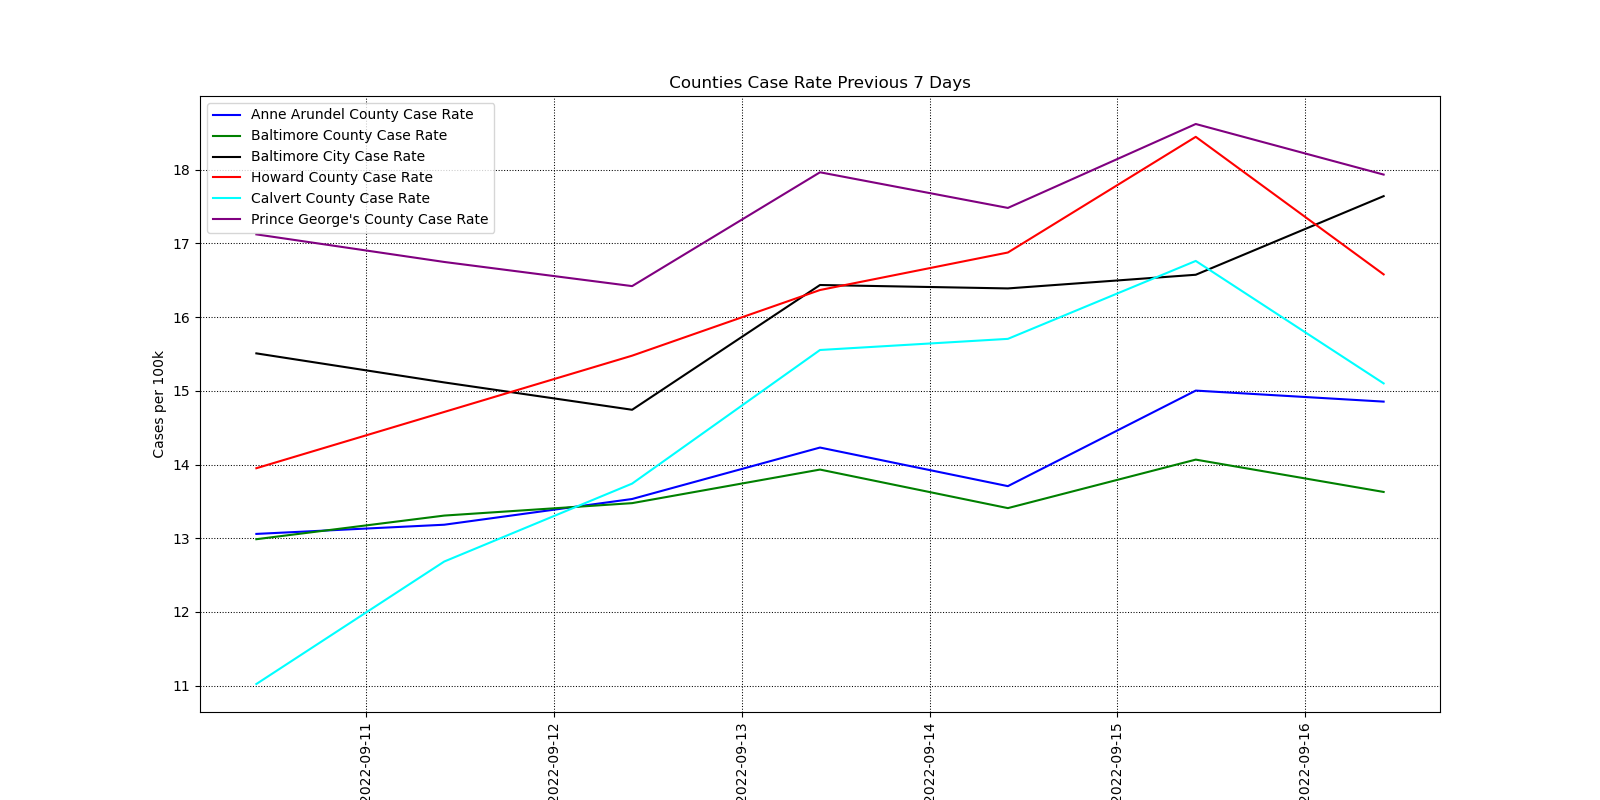 Counties Case Rate Previous 7 Days
Anne Arundel County Case Rate
Baltimore County Case Rate
Baltimore City Case Rate
Howard County Case Rate
Calvert County Case Rate
Prince George's County Case Rate
Cases per 100k
18
17
16
15
14
13
12
11
2022-09-11
2022-09-12
2022-09-13
2022-09-14
2022-09-15
2022-09-16